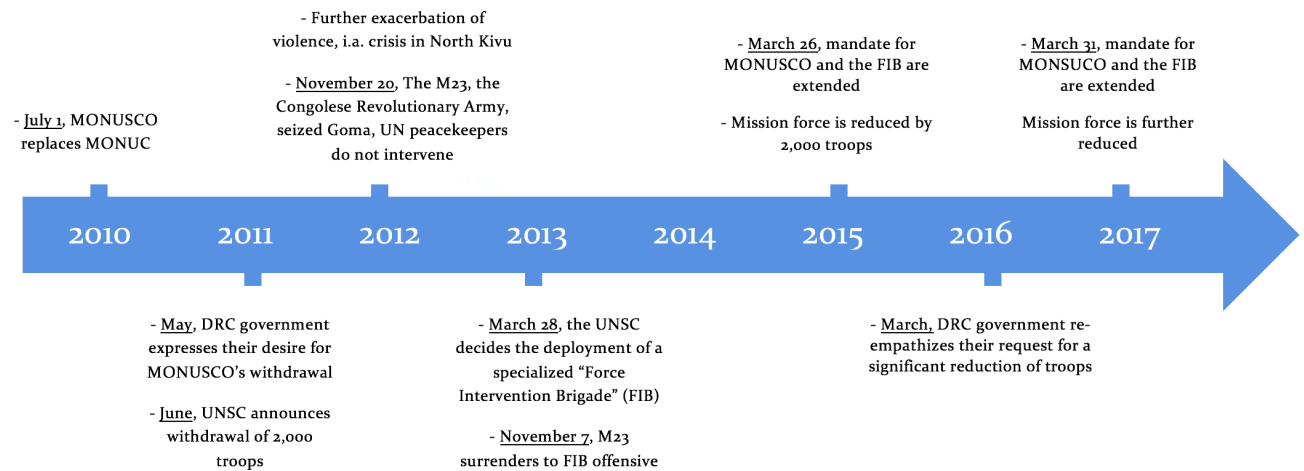 - July 1, MONUSCO
replaces MONUC
- Further exacerbation of
violence, i.a. crisis in North Kivu
- November 20, The M23, the
Congolese Revolutionary Army,
seized Goma, UN peacekeepers
do not intervene
- March 26, mandate for
MONUSCO and the FIB are
extended
- Mission force is reduced by
2,000 troops
- March 31, mandate for
MONSUCO and the FIB
are extended
Mission force is further
reduced
2010 2011 2012 2013 2014 2015 2016 2017
- May, DRC government
expresses their desire for
MONUSCO’s withdrawal
- June, UNSC announces
withdrawal of 2,000
troops
- March 28, the UNSC
decides the deployment of a
specialized “Force
Intervention Brigade” (FIB)
- November 7, M23
surrenders to FIB offensive
- March, DRC government re-
empathizes their request for a
significant reduction of troops